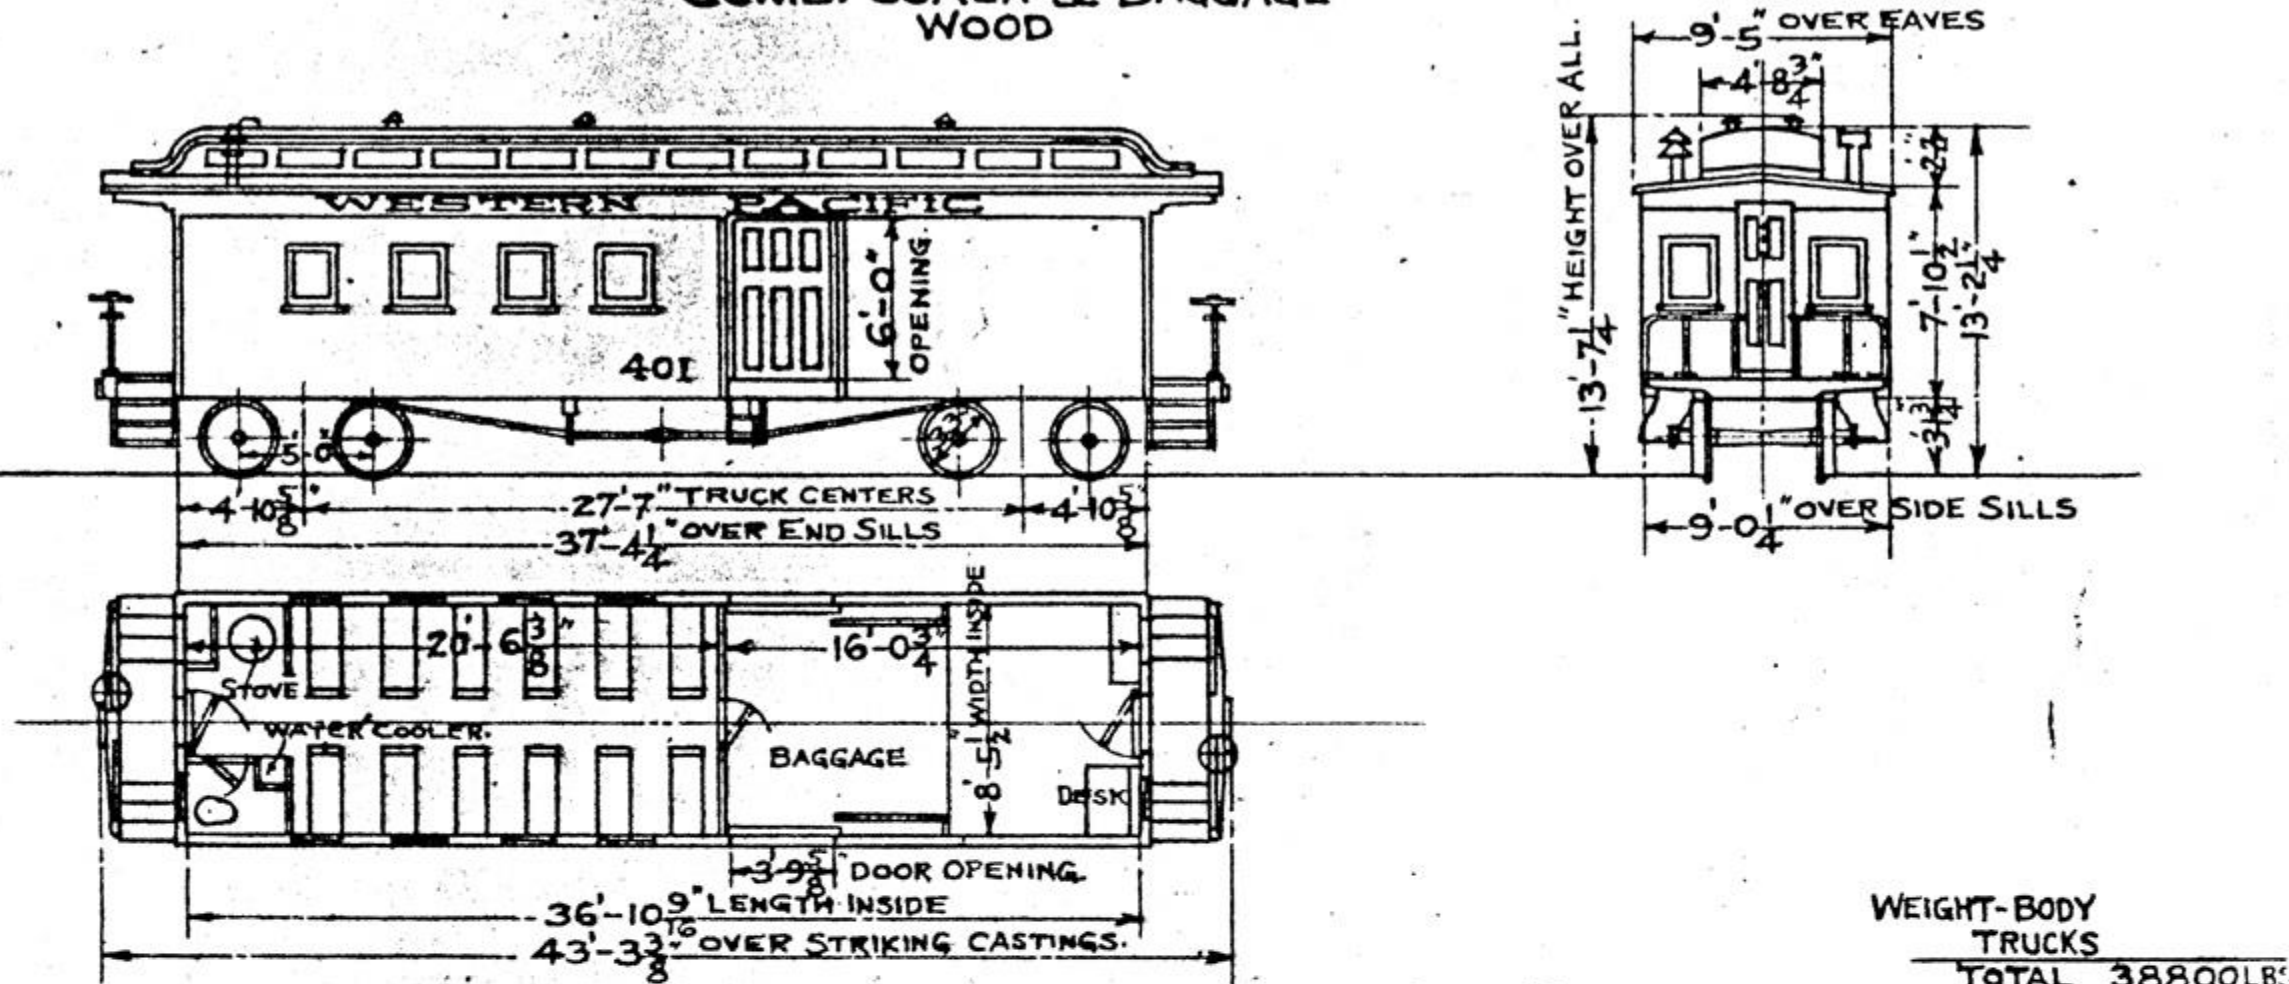 COMB. COACH & BAGGAGE
WOOD
9'-5" OVER EAVES
4' 8 3/4"
13'-7 1/4" HEIGHT OVER ALL.
WESTERN PACIFIC
6'-0" OPENING.
401
7'-10 1/2"
13'-2 1/4"
5'-0"
33"
4'-10 5/8"
27'-7" TRUCK CENTERS
4'-10 5/8"
37'-4 1/4" OVER END SILLS
9'-0 1/4" OVER SIDE SILLS
20'-6 3/8"
16'-0 3/4"
8'-5 1/2" WIDTH INSIDE
STOVE
WATER COOLER.
BAGGAGE
DESK
3'-9 5/8" DOOR OPENING.
36'-10 9/16" LENGTH INSIDE
43'-3 3/8" OVER STRIKING CASTINGS.
WEIGHT-BODY
TRUCKS
TOTAL 38800 LBS